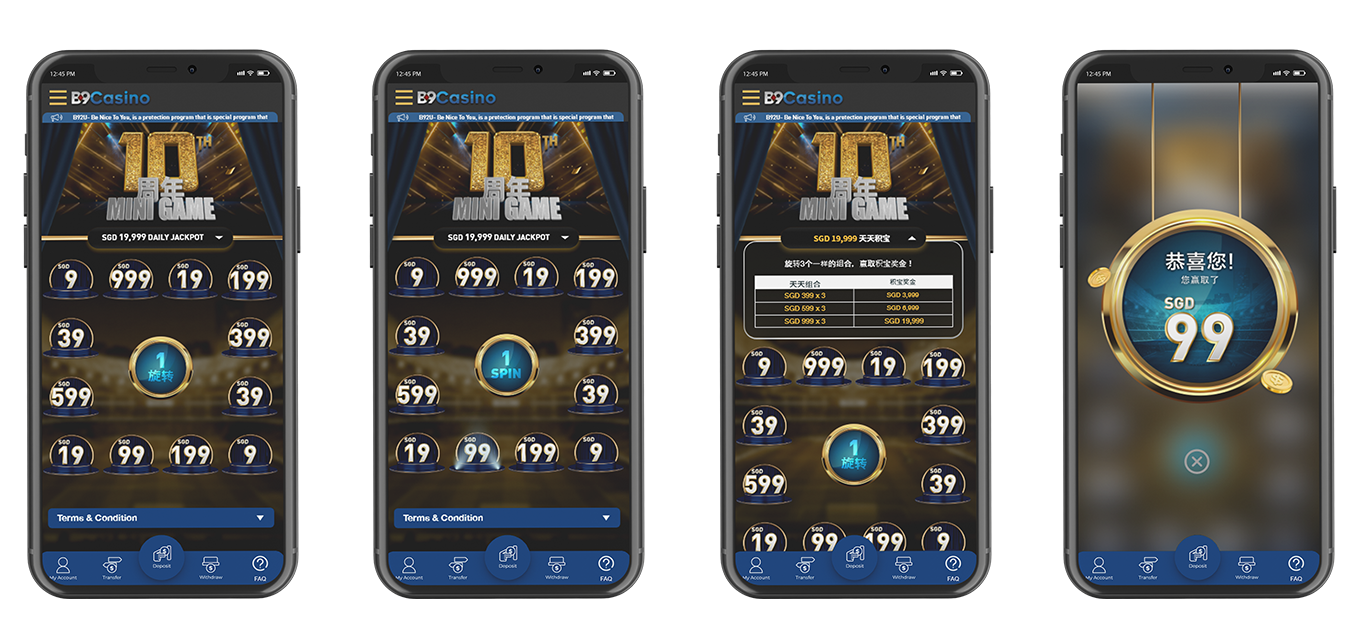 12:45 PM
B9Casino
B92U- Be Nice To You, is a protection program that is special program that
10TH
周年
MINI GAME
SGD 19,999 DAILY JACKPOT
SGD 9
SGD 999
SGD 19
SGD 199
SGD 39
SGD 399
1
旋转
SGD 599
SGD 39
SGD 19
SGD 99
SGD 199
SGD 9
Terms & Condition
My Account
Transfer
Deposit
Withdraw
FAQ
12:45 PM
B9Casino
B92U- Be Nice To You, is a protection program that is special program that
10TH
周年
MINI GAME
SGD 19,999 DAILY JACKPOT
SGD 9
SGD 999
SGD 19
SGD 199
SGD 39
SGD 399
1
SPIN
SGD 599
SGD 39
SGD 19
SGD 99
SGD 199
SGD 9
Terms & Condition
My Account
Transfer
Deposit
Withdraw
FAQ
12:45 PM
B9Casino
B92U- Be Nice To You, is a protection program that is special program that
10TH
周年
MINI GAME
SGD 19,999 天天积宝
旋转3个一样的组合，赢取积宝奖金！
天天组合 积宝奖金
SGD 399 x 3 SGD 3,999
SGD 599 x 3 SGD 6,999
SGD 999 x 3 SGD 19,999
SGD 9
SGD 999
SGD 19
SGD 199
SGD 39
SGD 399
1
旋转
SGD 599
SGD 39
SGD 19
SGD 99
SGD 199
SGD 9
My Account
Transfer
Deposit
Withdraw
FAQ
12:45 PM
恭喜您!
您赢取了
SGD
99
My Account
Transfer
Deposit
Withdraw
FAQ